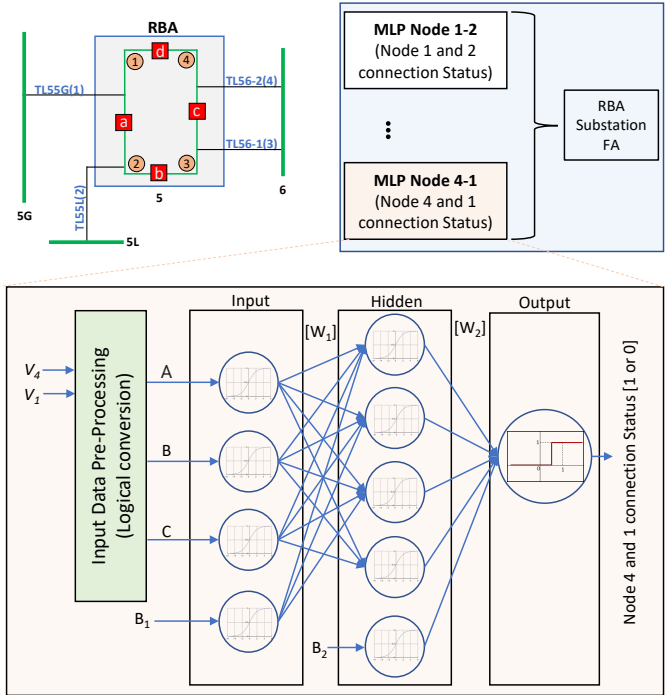 RBA
1
d
4
TL55G(1)
TL56-2(4)
a
c
TL56-1(3)
2
b
3
TL55L(2)
5
6
5G
5L
MLP Node 1-2
(Node 1 and 2
connection Status)
MLP Node 4-1
(Node 4 and 1
connection Status)
RBA
Substation
FA
Input
Hidden
Output
[W₁]
[W₂]
Input Data Pre-Processing
(Logical conversion)
V₄
V₁
A
B
C
B₁
B₂
1
0
1
Node 4 and 1 connection Status [1 or 0]